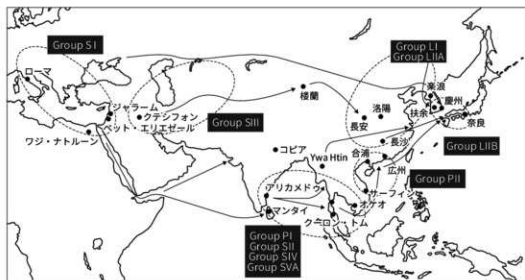 Group S I
ローマ
ジャラーム
クテシフォン
ベット・エリエゼール
ワジ・ナトルーン
Group SIII
楼蘭
コピア
Ywa Htin
アリカメドゥ
マンタイ
Group PI
Group SII
Group SIV
Group SVA
クーロン・トム
オケオ
サーフィン
Group PII
広州
合浦
長沙
長安
洛陽
Group LI
Group LIIA
楽浪
慶州
扶余
奈良
Group LIIB